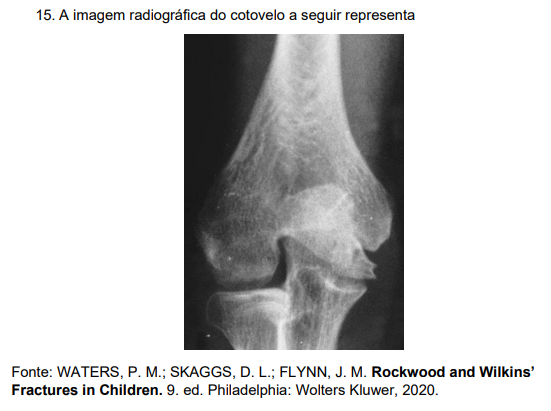 15. A imagem radiográfica do cotovelo a seguir representa
Fonte: WATERS, P. M.; SKAGGS, D. L.; FLYNN, J. M. Rockwood and Wilkins’
Fractures in Children. 9. ed. Philadelphia: Wolters Kluwer, 2020.